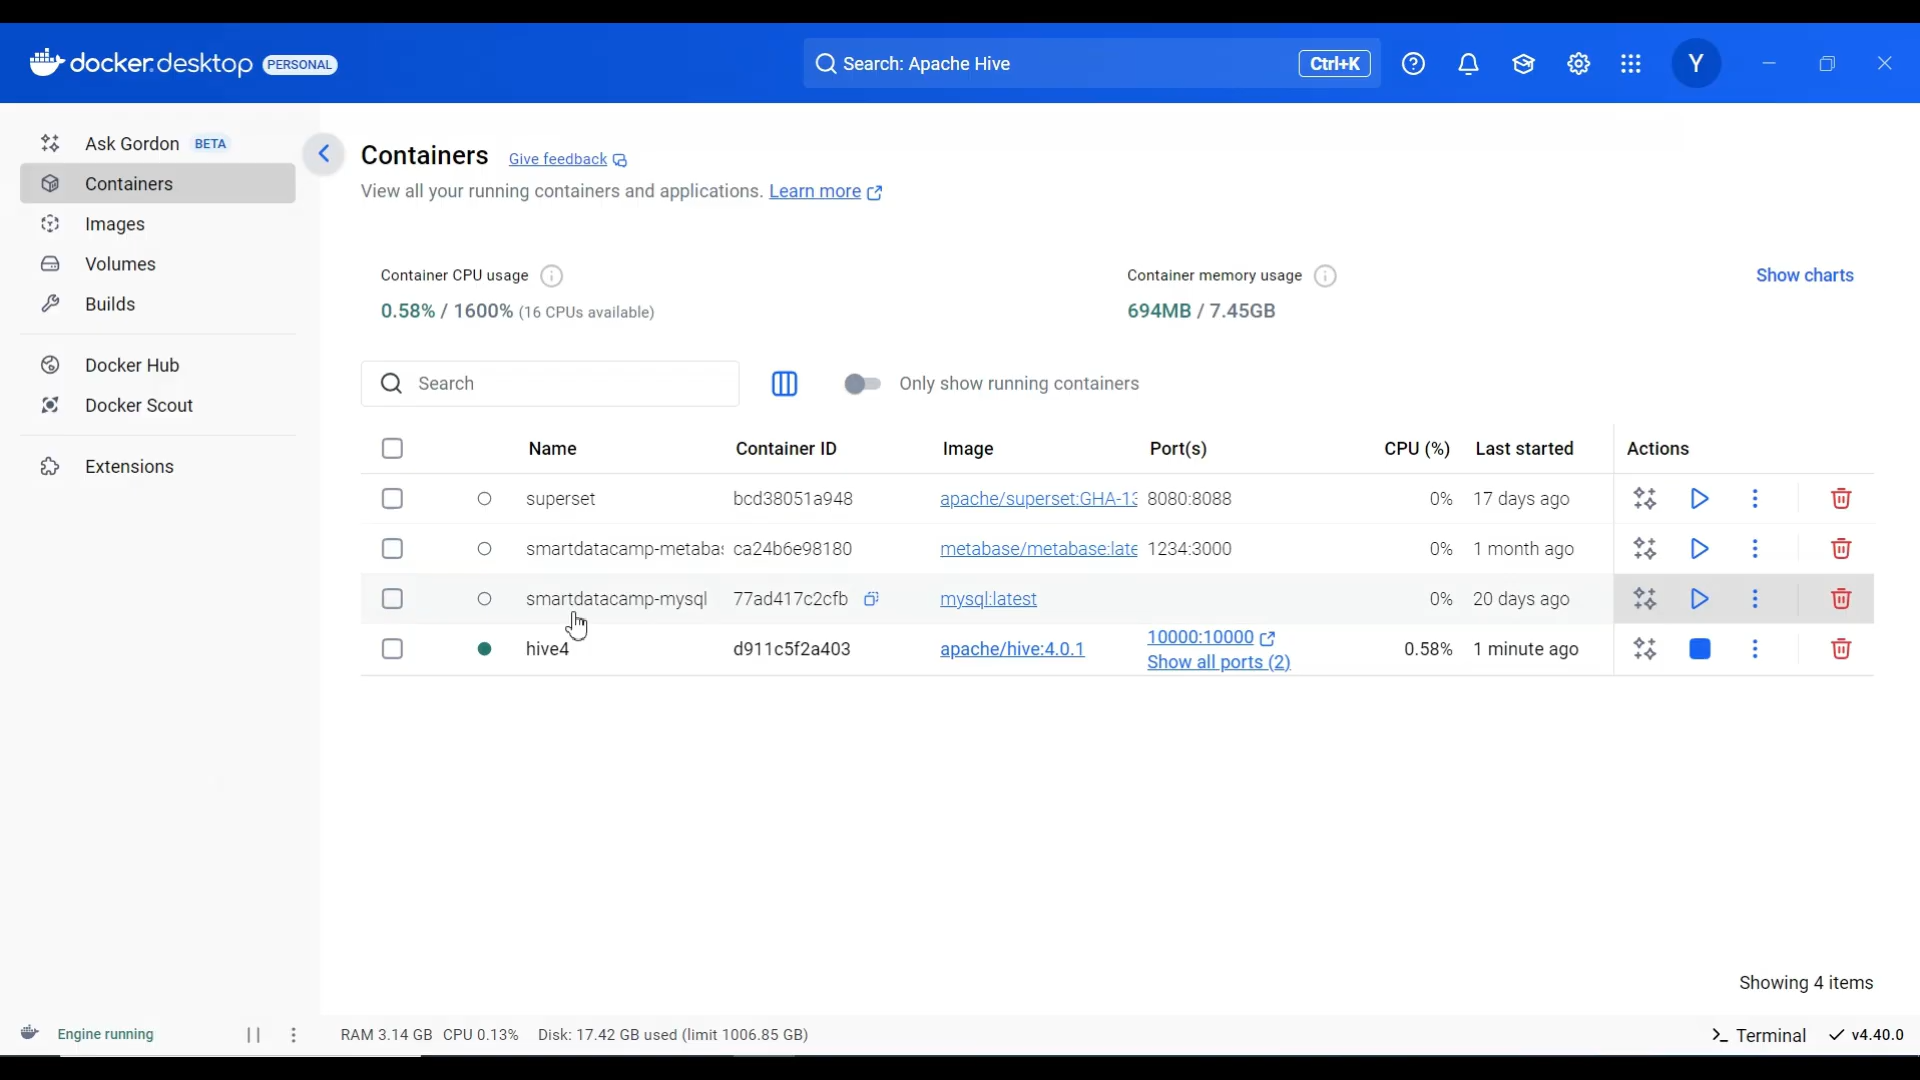 docker.desktop PERSONAL
Search: Apache Hive
Ctrl+K
Y
Ask Gordon BETA
Containers
Images
Volumes
Builds
Docker Hub
Docker Scout
Extensions
Containers Give feedback
View all your running containers and applications. Learn more
Container CPU usage
0.58% / 1600% (16 CPUs available)
Container memory usage
694MB / 7.45GB
Show charts
Search
Only show running containers
Name Container ID Image Port(s) CPU (%) Last started Actions
superset bcd38051a948 apache/superset:GHA-13 8080:8088 0% 17 days ago
smartdatacamp-metaba ca24b6e98180 metabase/metabase:late 1234:3000 0% 1 month ago
smartdatacamp-mysql 77ad417c2cfb mysql:latest 0% 20 days ago
hive4 d911c5f2a403 apache/hive:4.0.1 10000:10000 0.58% 1 minute ago
Show all ports (2)
Showing 4 items
Engine running
RAM 3.14 GB CPU 0.13% Disk: 17.42 GB used (limit 1006.85 GB)
Terminal
v4.40.0